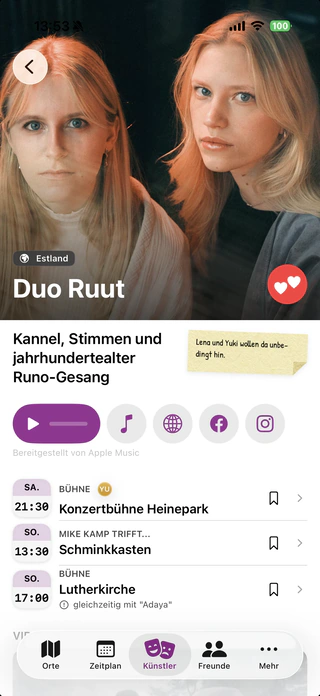 13:53
100
Estland
Duo Ruut
Kannel, Stimmen und
jahrhundertealter
Runo-Gesang
Lena und Yuki wollen da unbe-
dingt hin.
Bereitgestellt von Apple Music
SA.
21:30
BÜHNE YU
Konzertbühne Heinepark
SO.
13:30
MIKE KAMP TRIFFT...
Schminkkasten
SO.
17:00
BÜHNE
Lutherkirche
gleichzeitig mit "Adaya"
Orte
Zeitplan
Künstler
Freunde
Mehr